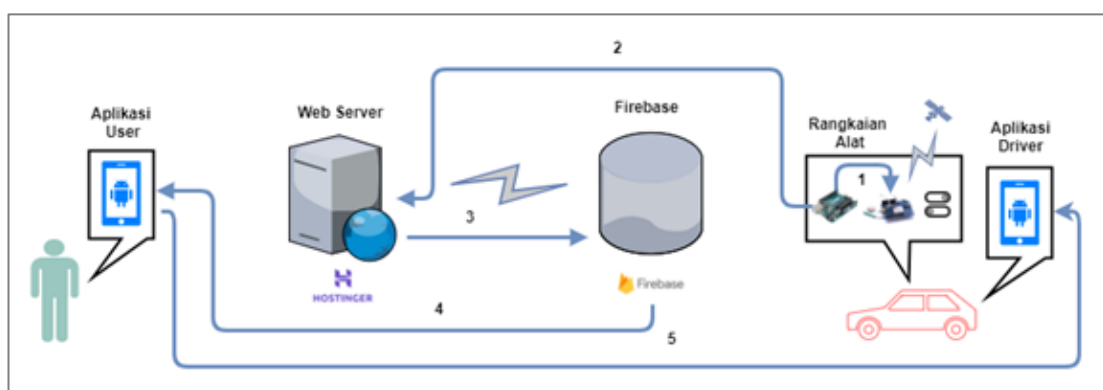 2
Aplikasi
User
Web Server
Firebase
Rangkaian
Alat
Aplikasi
Driver
1
3
HOSTINGER
Firebase
4
5